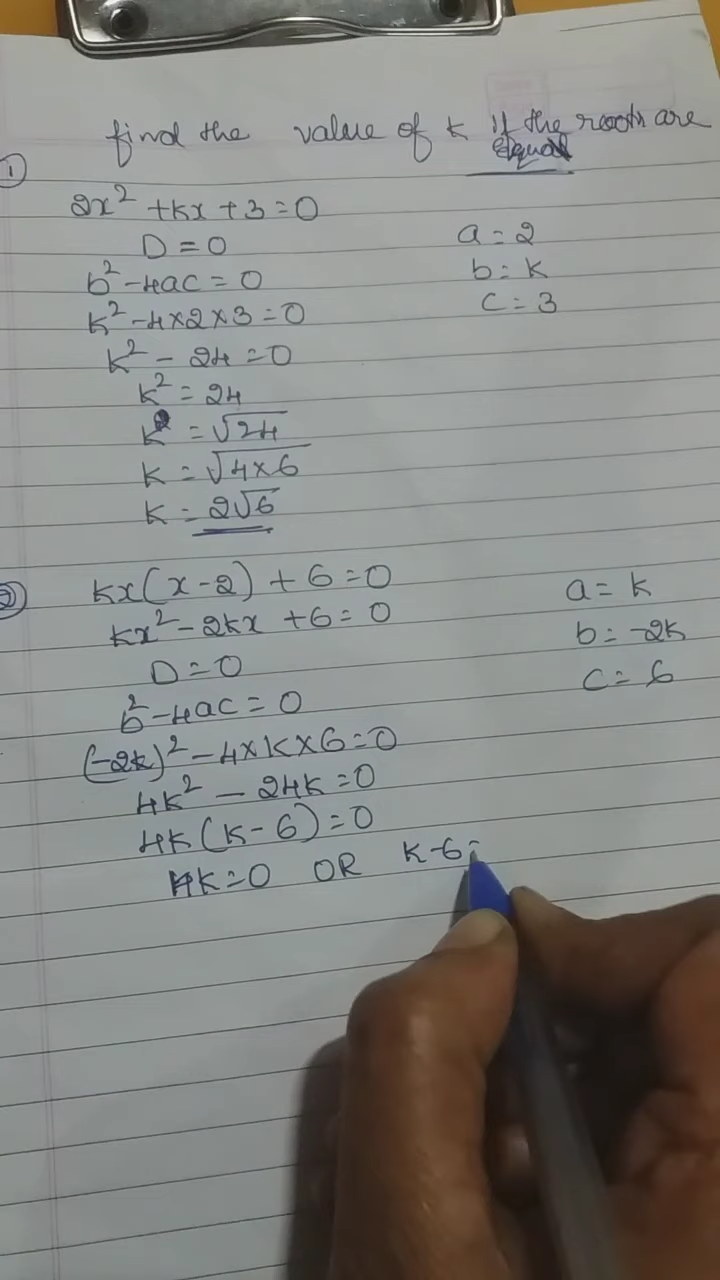 find the value of k if the roots are
equal
1
2x² + kx + 3 = 0
D = 0
a = 2
b² - 4ac = 0
b = k
k² - 4 × 2 × 3 = 0
c = 3
k² - 24 = 0
k² = 24
k = √24
k = √4×6
k = 2√6
2
kx(x - 2) + 6 = 0
a = k
kx² - 2kx + 6 = 0
b = -2k
D = 0
c = 6
b² - 4ac = 0
(-2k)² - 4 × k × 6 = 0
4k² - 24k = 0
4k(k - 6) = 0
4k = 0 OR k - 6 =